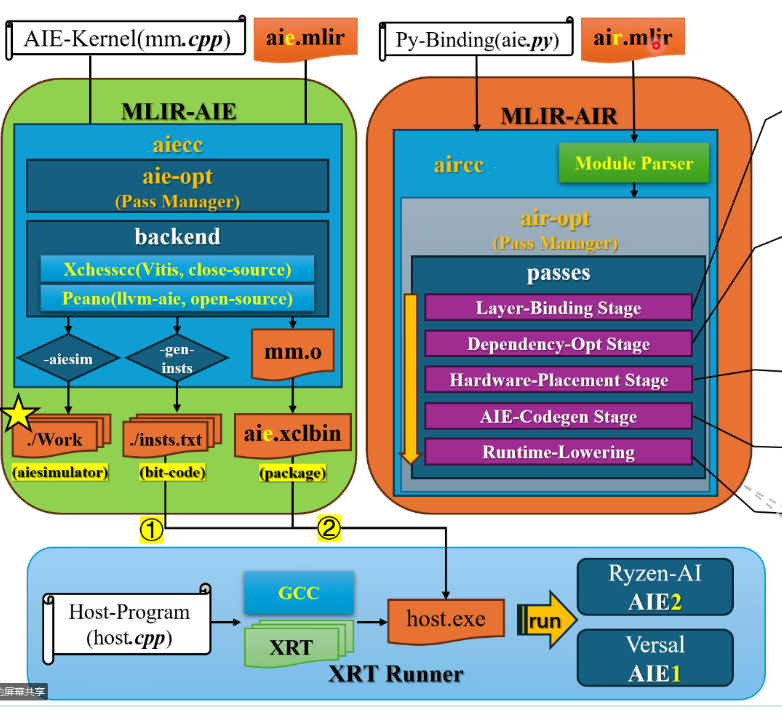 AIE-Kernel(mm.cpp)
aie.mlir
Py-Binding(aie.py)
air.mlir
MLIR-AIE
aiecc
aie-opt
(Pass Manager)
backend
Xchesscc(Vitis, close-source)
Peano(llvm-aie, open-source)
-aiesim
-gen-
insts
mm.o
./Work
./insts.txt
aie.xclbin
(aiesimulator)
(bit-code)
(package)
MLIR-AIR
aircc
Module Parser
air-opt
(Pass Manager)
passes
Layer-Binding Stage
Dependency-Opt Stage
Hardware-Placement Stage
AIE-Codegen Stage
Runtime-Lowering
①
②
Host-Program
(host.cpp)
GCC
XRT
host.exe
run
Ryzen-AI
AIE2
Versal
AIE1
XRT Runner
的屏幕共享